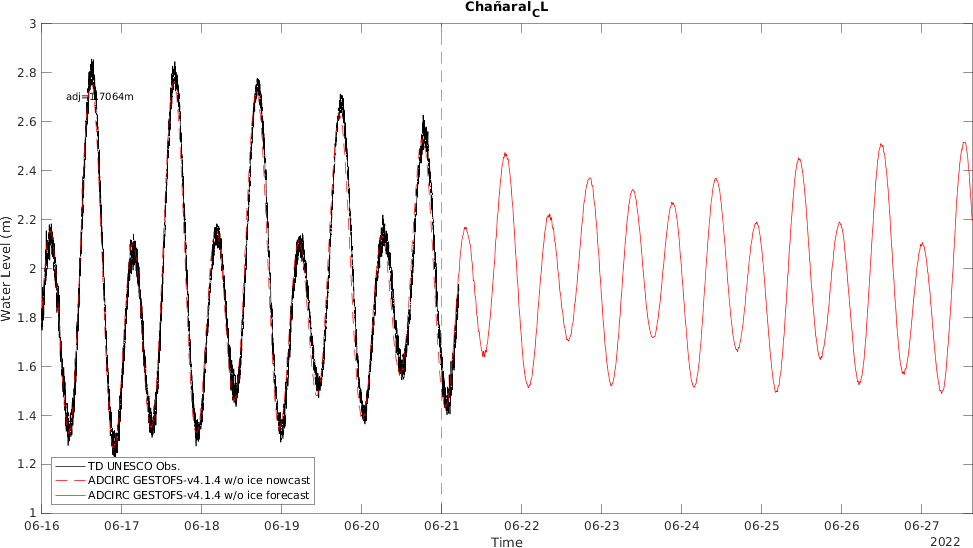 Chañaral_CL
3
2.8
adj=1.7064m
2.6
2.4
2.2
2
1.8
1.6
1.4
1.2
1
Water Level (m)
TD UNESCO Obs.
ADCIRC GESTOFS-v4.1.4 w/o ice nowcast
ADCIRC GESTOFS-v4.1.4 w/o ice forecast
06-16 06-17 06-18 06-19 06-20 06-21 06-22 06-23 06-24 06-25 06-26 06-27
Time
2022